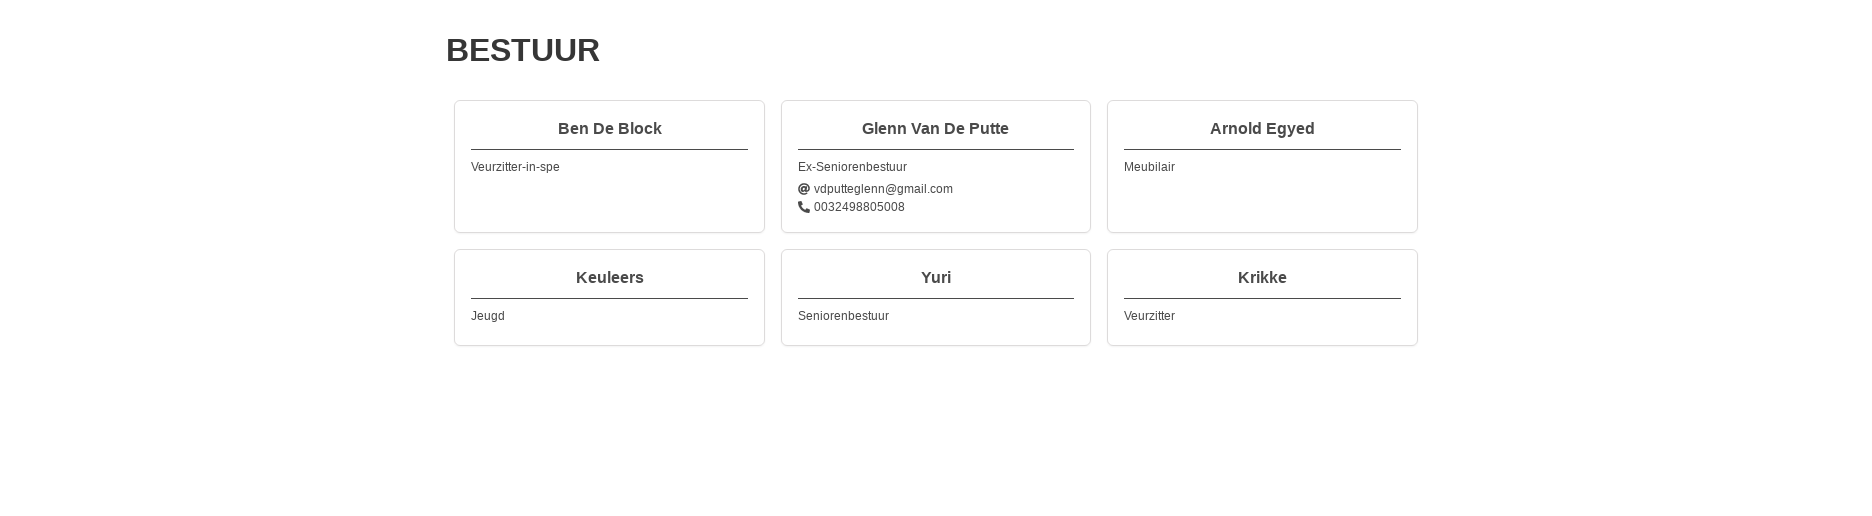 BESTUUR
Ben De Block
Veurzitter-in-spe
Glenn Van De Putte
Ex-Seniorenbestuur
vdputteglenn@gmail.com
0032498805008
Arnold Egyed
Meubilair
Keuleers
Jeugd
Yuri
Seniorenbestuur
Krikke
Veurzitter